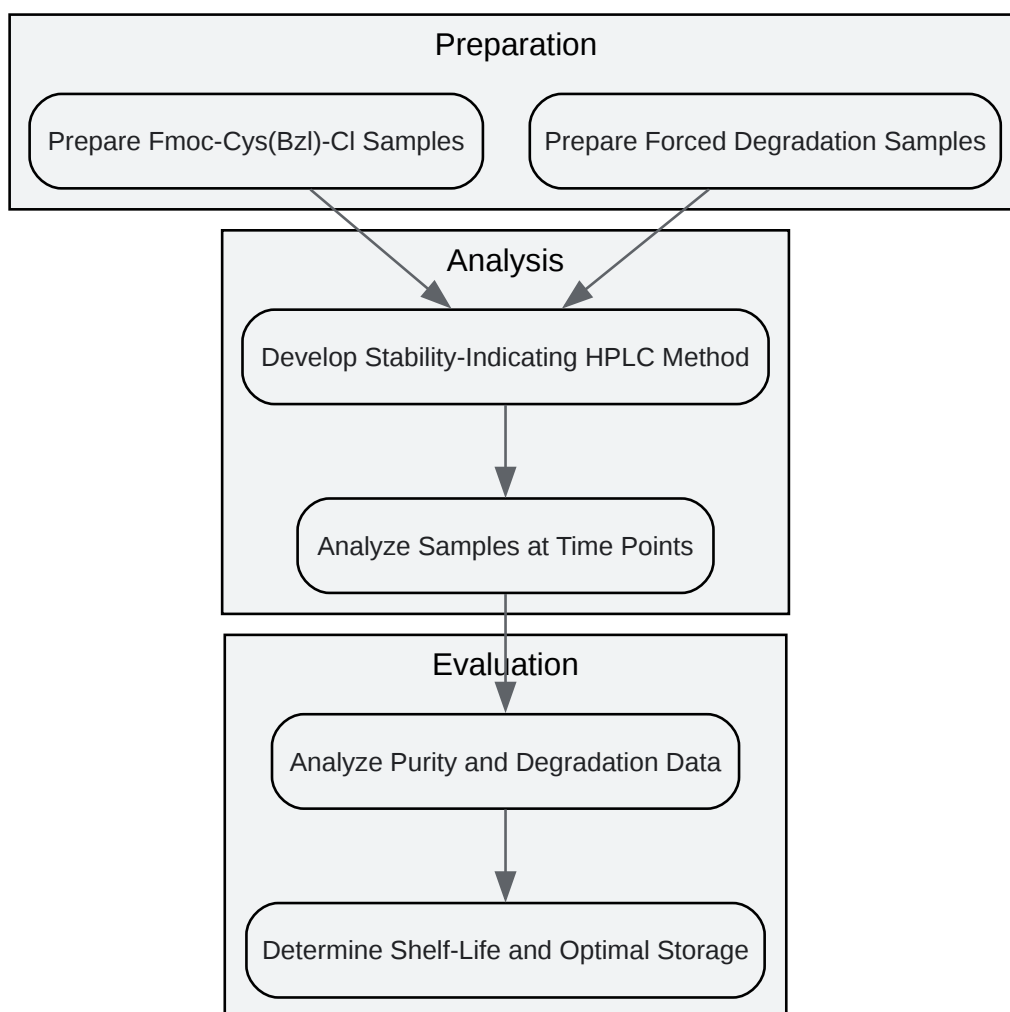 Preparation
Prepare Fmoc-Cys(Bzl)-Cl Samples
Prepare Forced Degradation Samples
Analysis
Develop Stability-Indicating HPLC Method
Analyze Samples at Time Points
Evaluation
Analyze Purity and Degradation Data
Determine Shelf-Life and Optimal Storage